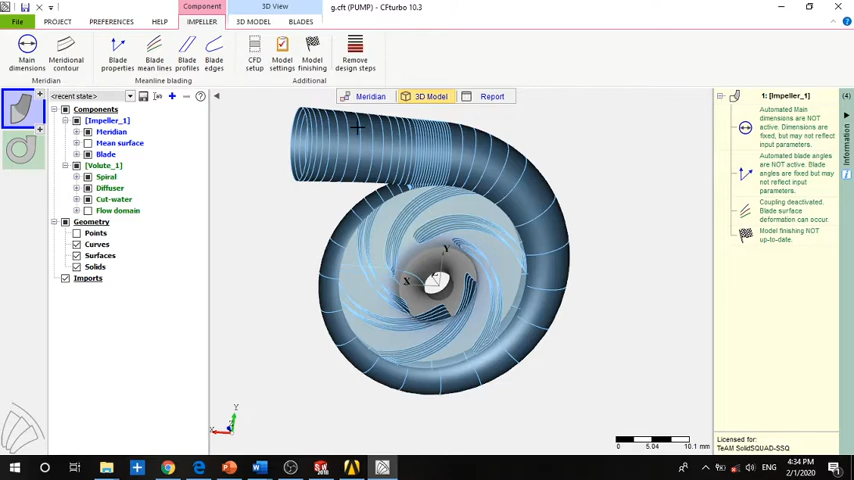 Component
3D View
g.cft (PUMP) - CFturbo 10.3
File
PROJECT
PREFERENCES
HELP
IMPELLER
3D MODEL
BLADES
Main dimensions
Meridional contour
Blade properties
Blade mean lines
Blade profiles
Blade edges
CFD setup
Model settings
Model finishing
Remove design steps
Meridian
Meanline blading
Additional
<recent state>
Meridian
3D Model
Report
Components
[Impeller_1]
Meridian
Mean surface
Blade
[Volute_1]
Spiral
Diffuser
Cut-water
Flow domain
Geometry
Points
Curves
Surfaces
Solids
Imports
Y
X
Z
Y
X
0
5.04
10.1 mm
1: [Impeller_1]
(4)
Automated Main
dimensions are NOT
active. Dimensions are
fixed, but may not reflect
input parameters.
Automated blade angles
are NOT active. Blade
angles are fixed but may
not reflect input
parameters.
Coupling deactivated.
Blade surface
deformation can occur.
Model finishing NOT
up-to-date.
Information
Licensed for:
TeAM SolidSQUAD-SSQ
ENG
4:34 PM
2/1/2020